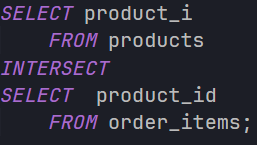 SELECT product_i
    FROM products
INTERSECT
SELECT  product_id
    FROM order_items;